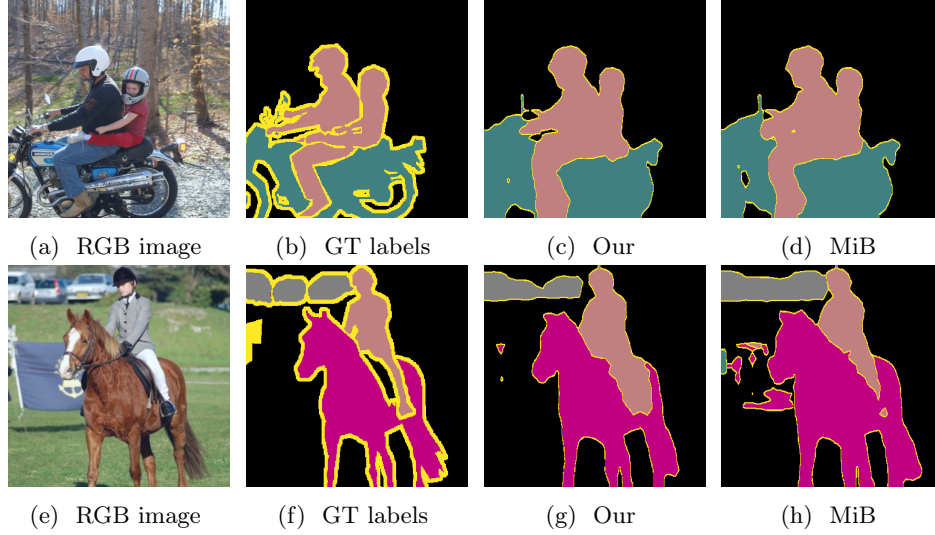 (a) RGB image
(b) GT labels
(c) Our
(d) MiB
(e) RGB image
(f) GT labels
(g) Our
(h) MiB